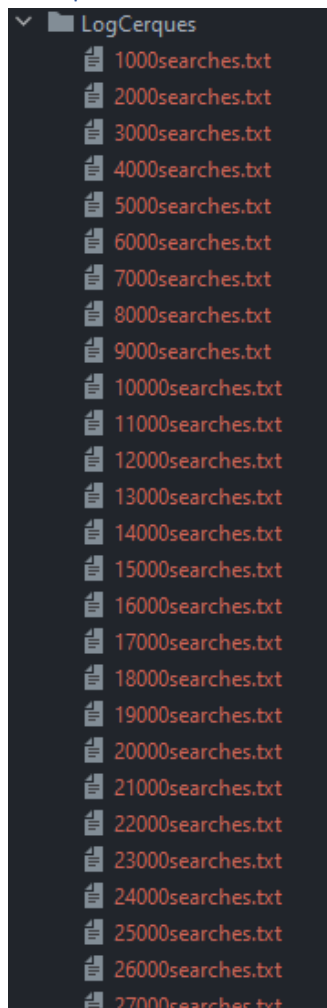 LogCerques
1000searches.txt
2000searches.txt
3000searches.txt
4000searches.txt
5000searches.txt
6000searches.txt
7000searches.txt
8000searches.txt
9000searches.txt
10000searches.txt
11000searches.txt
12000searches.txt
13000searches.txt
14000searches.txt
15000searches.txt
16000searches.txt
17000searches.txt
18000searches.txt
19000searches.txt
20000searches.txt
21000searches.txt
22000searches.txt
23000searches.txt
24000searches.txt
25000searches.txt
26000searches.txt
27000searches.txt